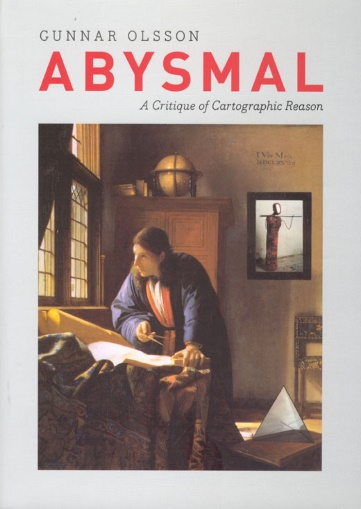 GUNNAR OLSSON
ABYSMAL
A Critique of Cartographic Reason